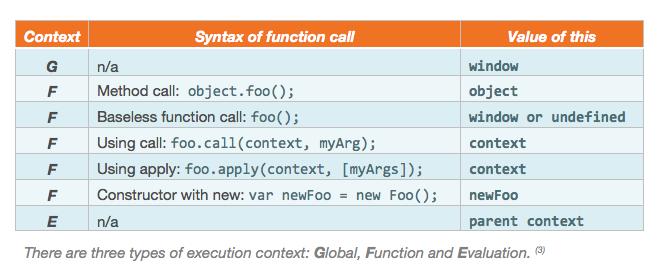 Context Syntax of function call Value of this
G n/a window
F Method call: object.foo(); object
F Baseless function call: foo(); window or undefined
F Using call: foo.call(context, myArg); context
F Using apply: foo.apply(context, [myArgs]); context
F Constructor with new: var newFoo = new Foo(); newFoo
E n/a parent context
There are three types of execution context: Global, Function and Evaluation. (3)